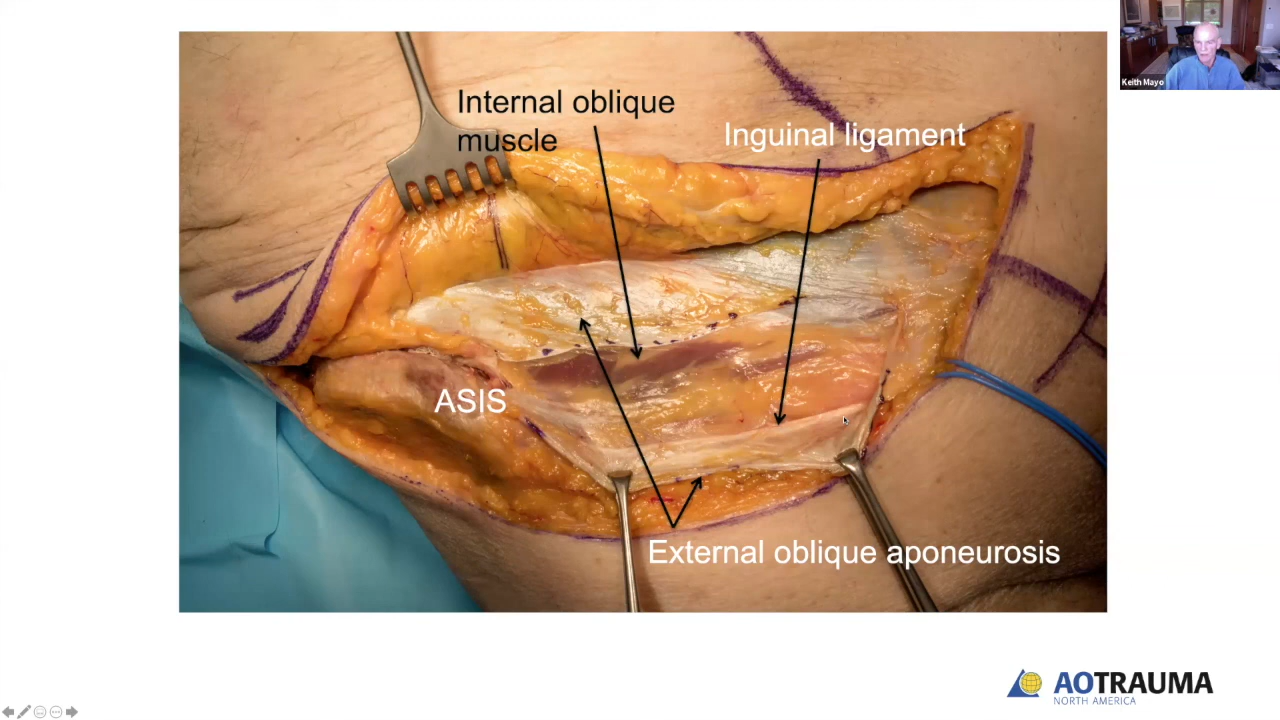 Keith Mayo
Internal oblique
muscle
Inguinal ligament
ASIS
External oblique aponeurosis
AOTRAUMA
NORTH AMERICA